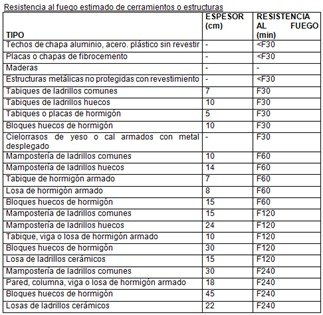 Resistencia al fuego estimado de cerramientos o estructuras
TIPO ESPESOR (cm) RESISTENCIA AL FUEGO (min)
Techos de chapa aluminio, acero. plástico sin revestir - <F30
Placas o chapas de fibrocemento - <F30
Maderas - -
Estructuras metálicas no protegidas con revestimiento - <F30
Tabiques de ladrillos comunes 7 F30
Tabiques de ladrillos huecos 10 F30
Tabiques o placas de hormigón 5 F30
Bloques huecos de hormigón 10 F30
Cielorrasos de yeso o cal armados con metal desplegado - F30
Mampostería de ladrillos comunes 10 F60
Mampostería de ladrillos huecos 14 F60
Tabique de hormigón armado 7 F60
Losa de hormigón armado 8 F60
Bloques huecos de hormigón 15 F60
Mampostería de ladrillos comunes 15 F120
Mampostería de ladrillos huecos 24 F120
Tabique, viga o losa de hormigón armado 10 F120
Bloques huecos de hormigón 30 F120
Losa de ladrillos cerámicos 15 F120
Mampostería de ladrillos comunes 30 F240
Pared, columna, viga o losa de hormigón armado 18 F240
Bloques huecos de hormigón 45 F240
Losas de ladrillos cerámicos 22 F240